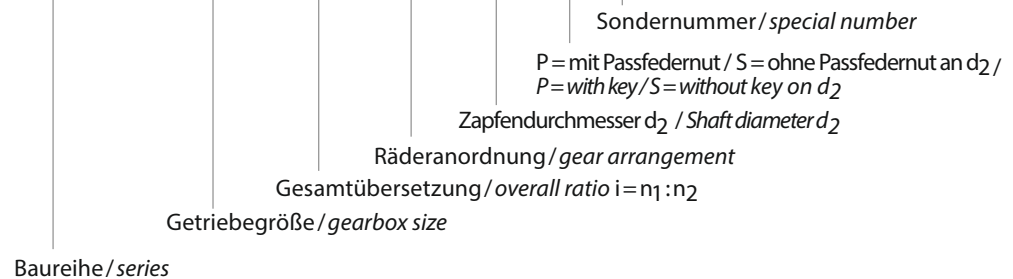 Sondernummer/special number
P=mit Passfedernut/S=ohne Passfedernut an d2/
P=with key/S=without key on d2
Zapfendurchmesser d2 /Shaft diameter d2
Räderanordnung/gear arrangement
Gesamtübersetzung/overall ratio i=n1:n2
Getriebegröße/gearbox size
Baureihe/series